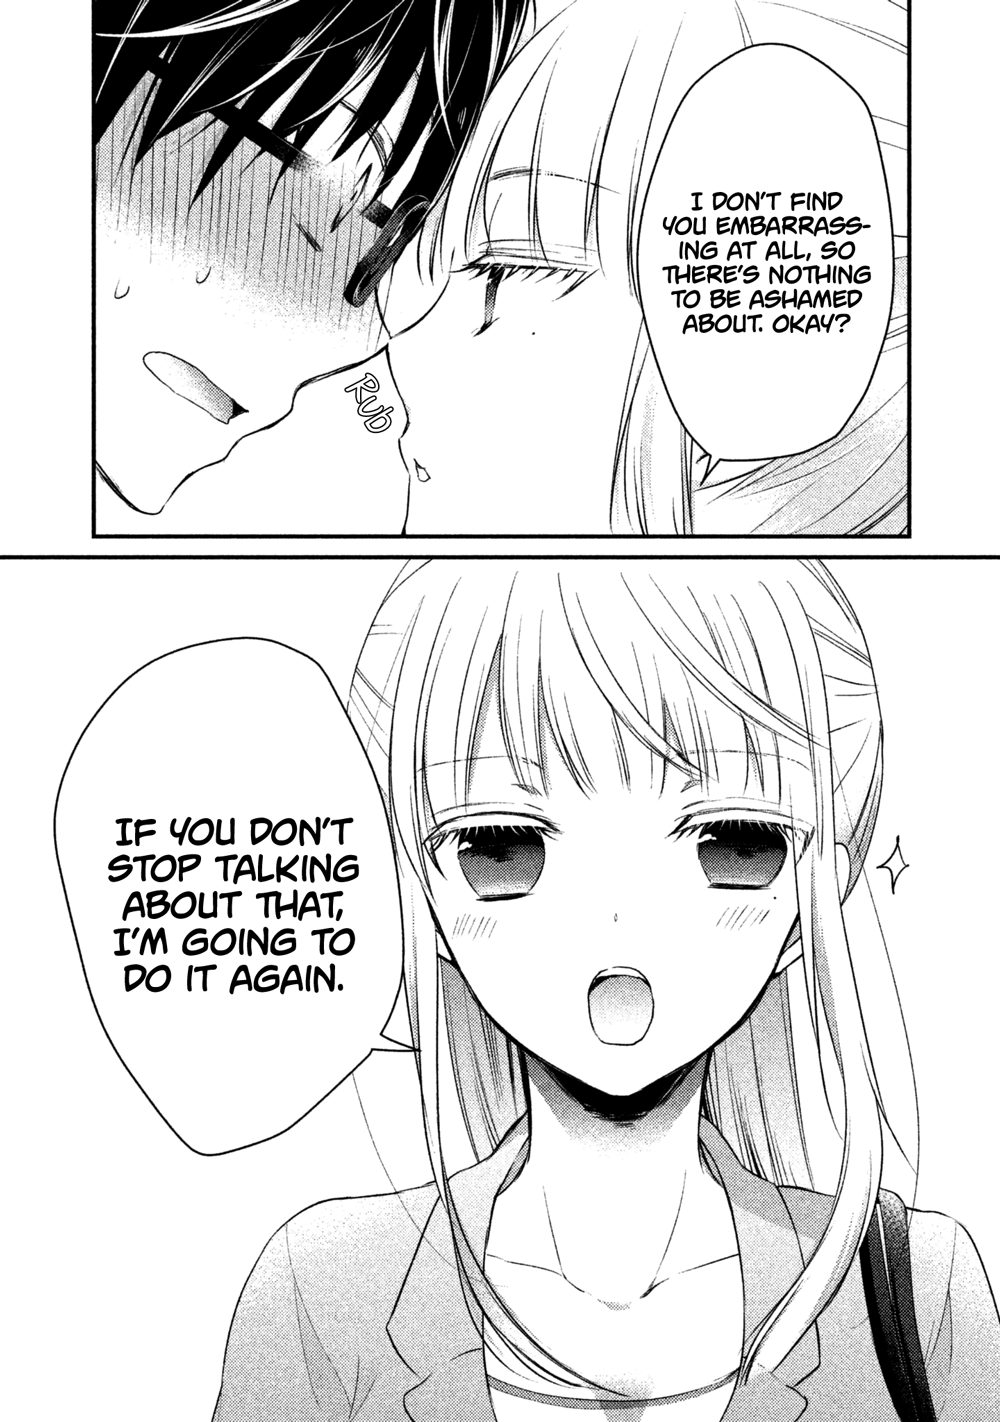 I DON'T FIND
YOU EMBARRASS-
ING AT ALL, SO
THERE'S NOTHING
TO BE ASHAMED
ABOUT. OKAY?
Rub
IF YOU DON'T
STOP TALKING
ABOUT THAT,
I'M GOING TO
DO IT AGAIN.